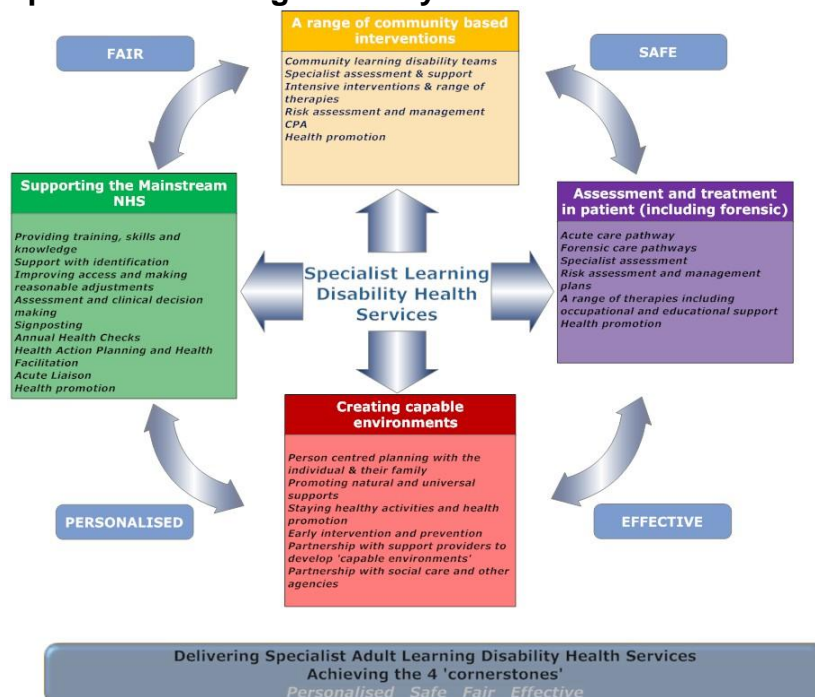 A range of community based
interventions
Community learning disability teams
Specialist assessment & support
Intensive interventions & range of
therapies
Risk assessment and management
CPA
Health promotion
FAIR
SAFE
Supporting the Mainstream
NHS
Providing training, skills and
knowledge
Support with identification
Improving access and making
reasonable adjustments
Assessment and clinical decision
making
Signposting
Annual Health Checks
Health Action Planning and Health
Facilitation
Acute Liaison
Health promotion
Specialist Learning
Disability Health
Services
Assessment and treatment
in patient (including forensic)
Acute care pathway
Forensic care pathways
Specialist assessment
Risk assessment and management
plans
A range of therapies including
occupational and educational support
Health promotion
Creating capable
environments
Person centred planning with the
individual & their family
Promoting natural and universal
supports
Staying healthy activities and health
promotion
Early intervention and prevention
Partnership with support providers to
develop 'capable environments'
Partnership with social care and other
agencies
PERSONALISED
EFFECTIVE
Delivering Specialist Adult Learning Disability Health Services
Achieving the 4 'cornerstones'
Personalised Safe Fair Effective